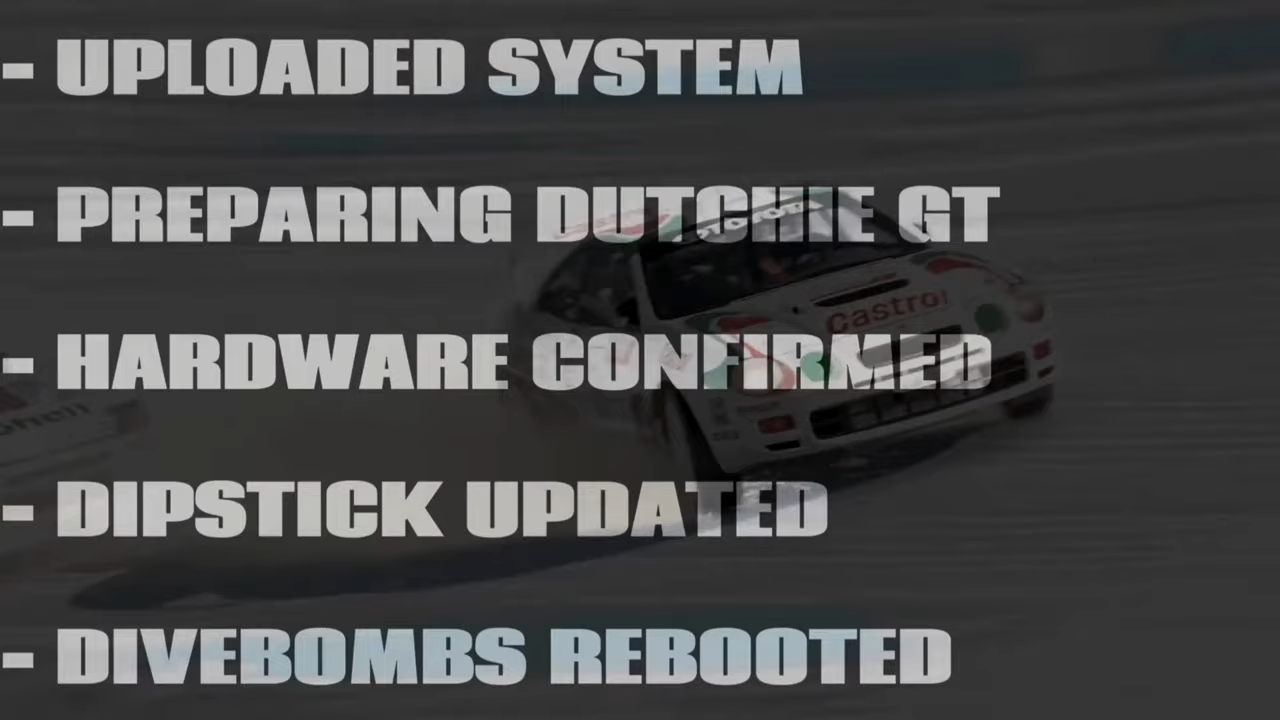 - UPLOADED SYSTEM
- PREPARING DUTCHIE GT
- HARDWARE CONFIRMED
Castrol
- DIPSTICK UPDATED
- DIVEBOMBS REBOOTED